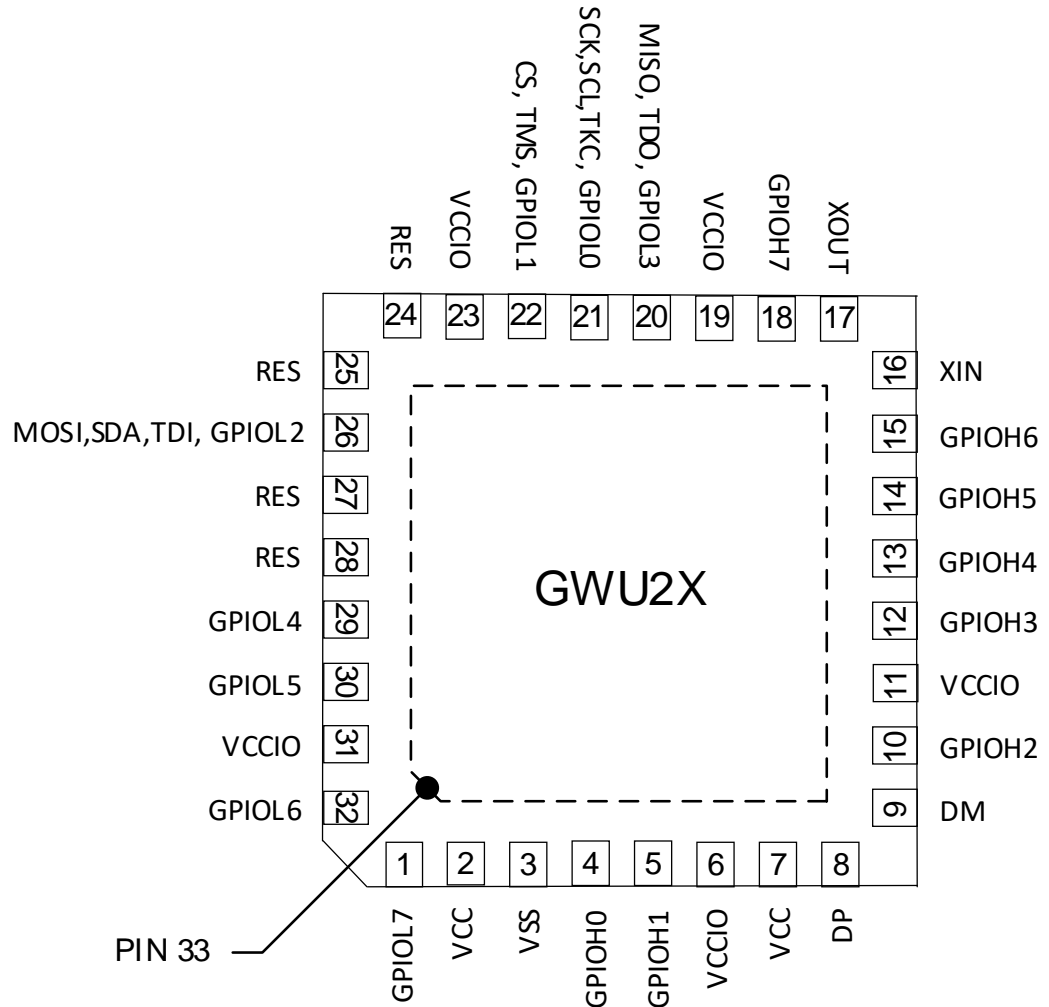 RES
VCCIO
CS, TMS, GPIOL1
SCK,SCL,TKC, GPIOL0
MISO, TDO, GPIOL3
VCCIO
GPIOH7
XOUT
24
23
22
21
20
19
18
17
RES
25
MOSI,SDA,TDI, GPIOL2
26
RES
27
RES
28
GPIOL4
29
GPIOL5
30
VCCIO
31
GPIOL6
32
GWU2X
16
XIN
15
GPIOH6
14
GPIOH5
13
GPIOH4
12
GPIOH3
11
VCCIO
10
GPIOH2
9
DM
1
2
3
4
5
6
7
8
GPIOL7
VCC
VSS
GPIOH0
GPIOH1
VCCIO
VCC
DP
PIN 33